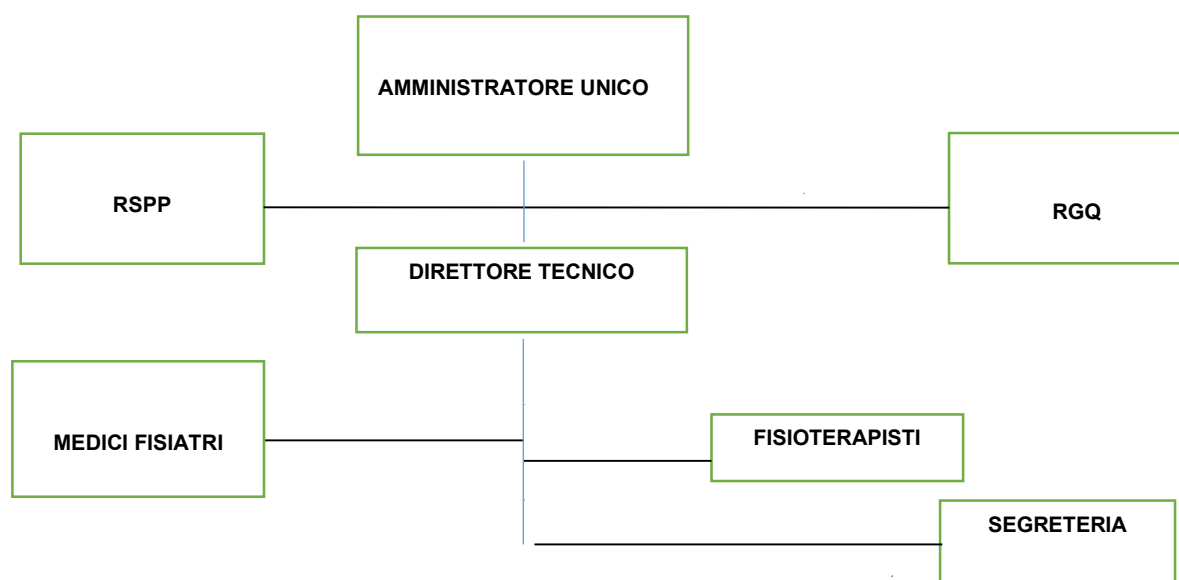 AMMINISTRATORE UNICO
RSPP
RGQ
DIRETTORE TECNICO
MEDICI FISIATRI
FISIOTERAPISTI
SEGRETERIA